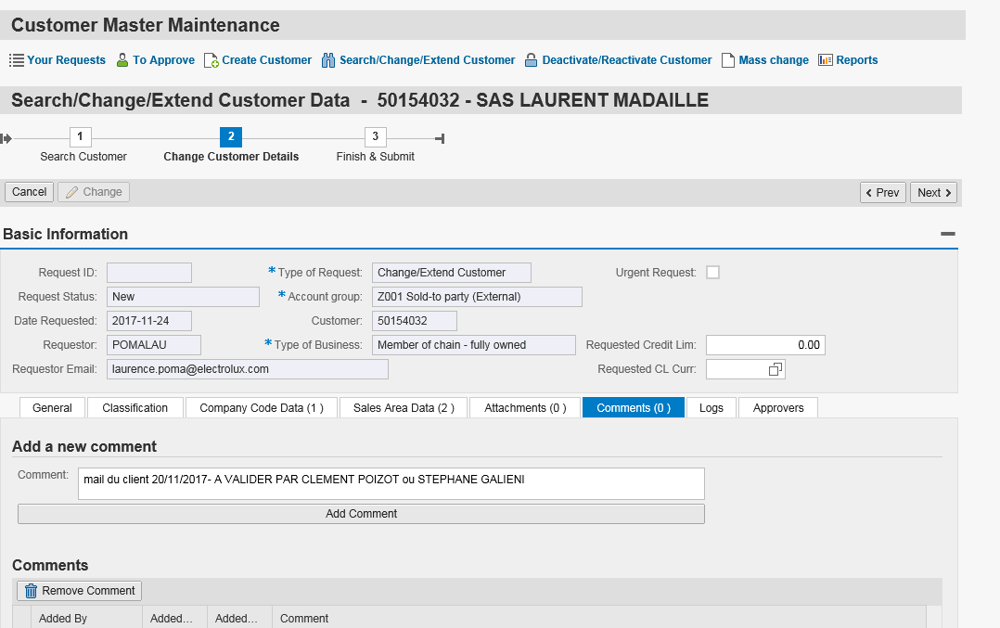 Customer Master Maintenance
Your Requests To Approve Create Customer Search/Change/Extend Customer Deactivate/Reactivate Customer Mass change Reports
Search/Change/Extend Customer Data - 50154032 - SAS LAURENT MADAILLE
1 2 3
Search Customer Change Customer Details Finish & Submit
Cancel Change Prev Next
Basic Information
Request ID: * Type of Request: Change/Extend Customer Urgent Request:
Request Status: New * Account group: Z001 Sold-to party (External)
Date Requested: 2017-11-24 Customer: 50154032
Requestor: POMALAU * Type of Business: Member of chain - fully owned Requested Credit Lim: 0.00
Requestor Email: laurence.poma@electrolux.com Requested CL Curr:
General Classification Company Code Data (1 ) Sales Area Data (2 ) Attachments (0 ) Comments (0 ) Logs Approvers
Add a new comment
Comment: mail du client 20/11/2017- A VALIDER PAR CLEMENT POIZOT ou STEPHANE GALIENI
Add Comment
Comments
Remove Comment
Added By Added... Added... Comment